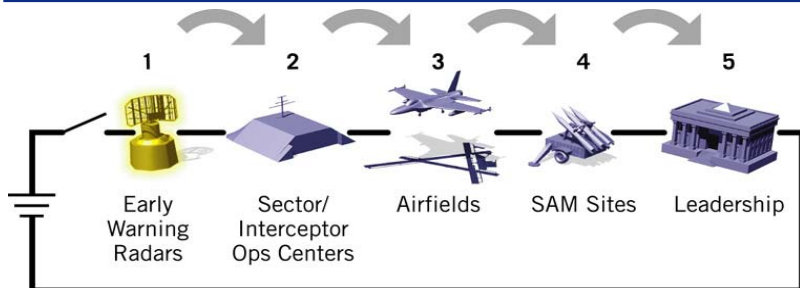 1
2
3
4
5
Early
Warning
Radars
Sector/
Interceptor
Ops Centers
Airfields
SAM Sites
Leadership